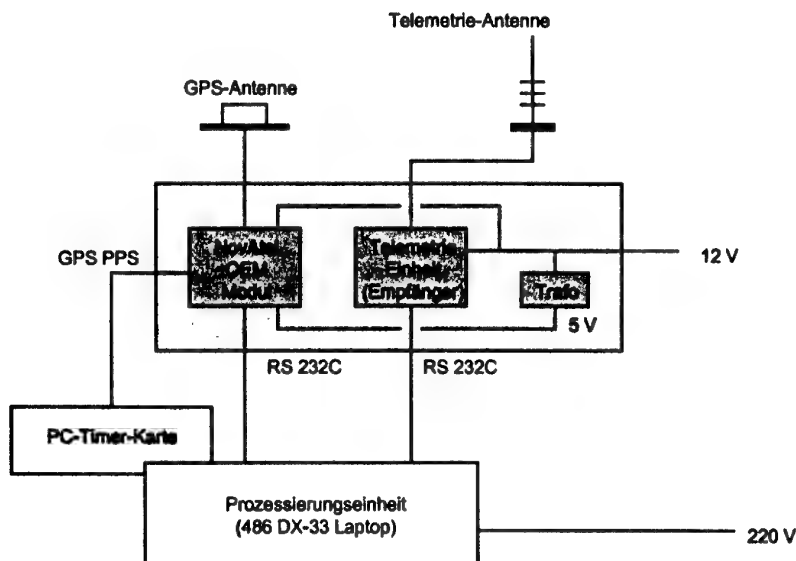 Telemetrie-Antenne
GPS-Antenne
GPS PPS
NovAtel
OEM
Modul
Telemetrie
Einheit
(Empfänger)
12 V
Trafo
5 V
RS 232C
RS 232C
PC-Timer-Karte
Prozessierungseinheit
(486 DX-33 Laptop)
220 V